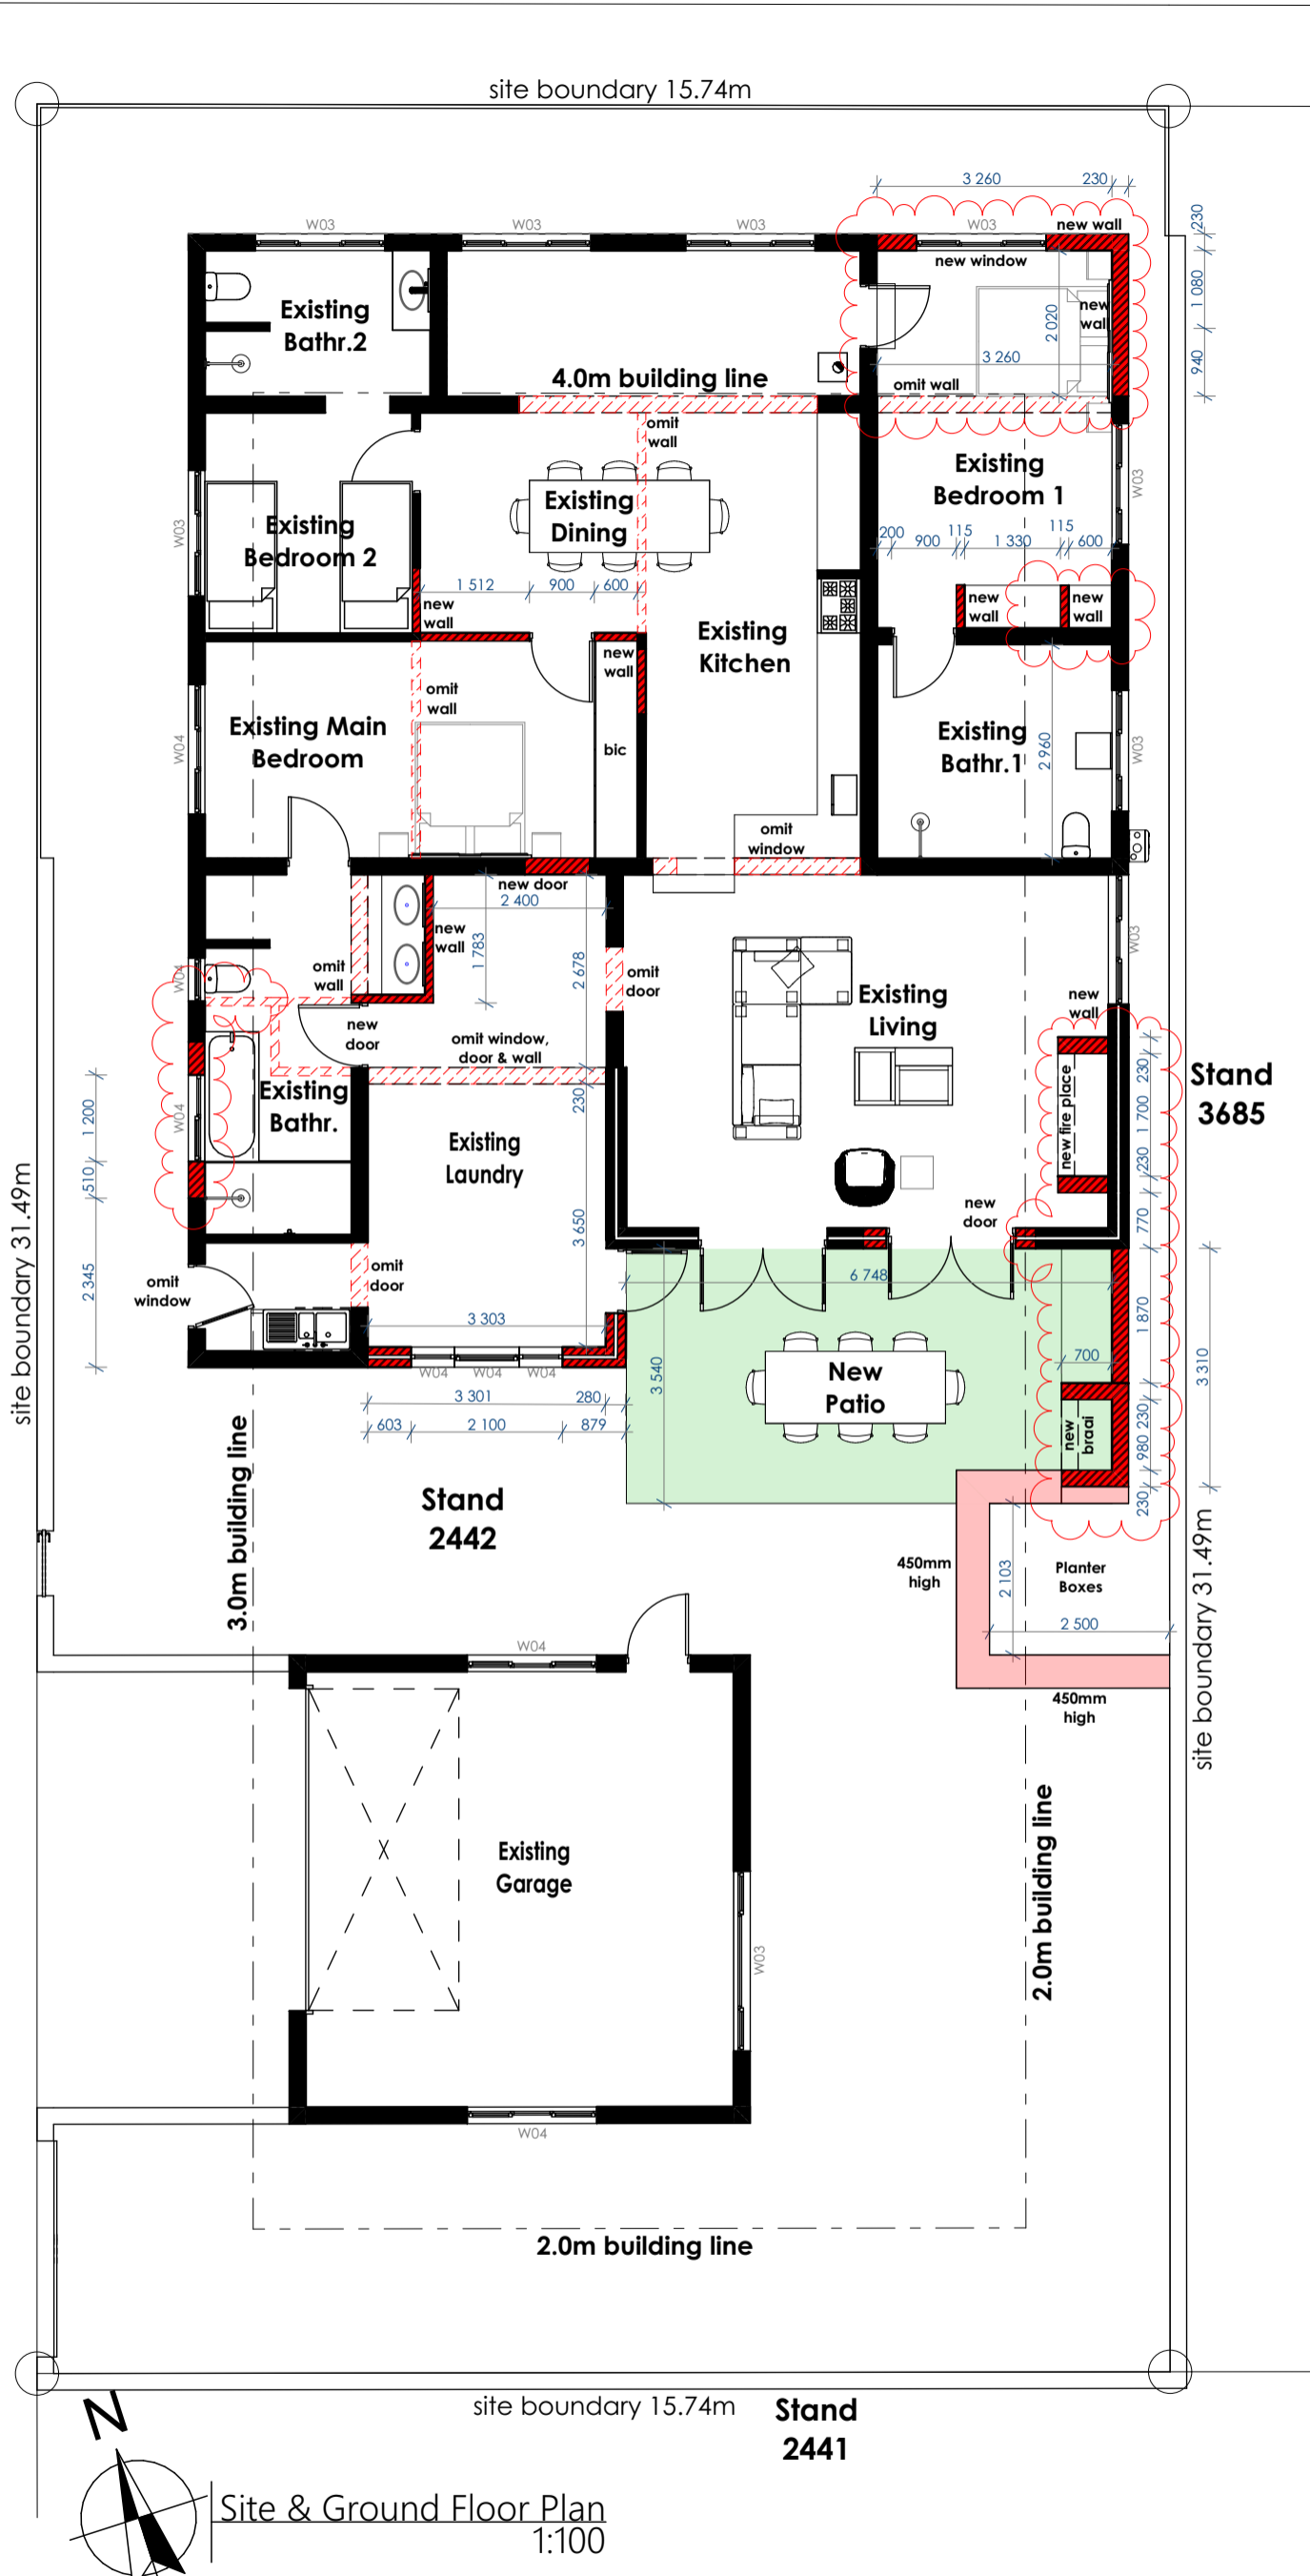 site boundary 15.74m
3 260
230
230
W03
W03
W03
W03
new wall
new window
1 080
Existing
Bathr.2
new
wall
2 020
940
3 260
4.0m building line
omit wall
omit
wall
Existing
Bedroom 1
Existing
Dining
W03
W03
Existing
Bedroom 2
200
900
115
1 330
115
600
1 512
900
600
new
wall
new
wall
new
wall
Existing
Kitchen
new
wall
omit
wall
Existing Main
Bedroom
W04
bic
Existing
Bathr.1
2 960
W03
omit
window
new door
2 400
new
wall
1 783
2 678
W03
omit
wall
W04
omit
door
Existing
Living
new
wall
new
door
omit window,
door & wall
Stand
3685
230
1 700
new fire place
230
770
Existing
Bathr.
W04
1 200
510
2 345
230
Existing
Laundry
3 650
new
door
site boundary 31.49m
omit
window
omit
door
6 748
3 303
1 870
3 310
700
W04
W04
W04
3 540
New
Patio
3 301
280
603
2 100
879
new
braai
230
980
230
3.0m building line
Stand
2442
450mm
high
2 103
Planter
Boxes
2 500
site boundary 31.49m
W04
450mm
high
Existing
Garage
2.0m building line
W03
W04
2.0m building line
site boundary 15.74m
Stand
2441
N
Site & Ground Floor Plan
1:100